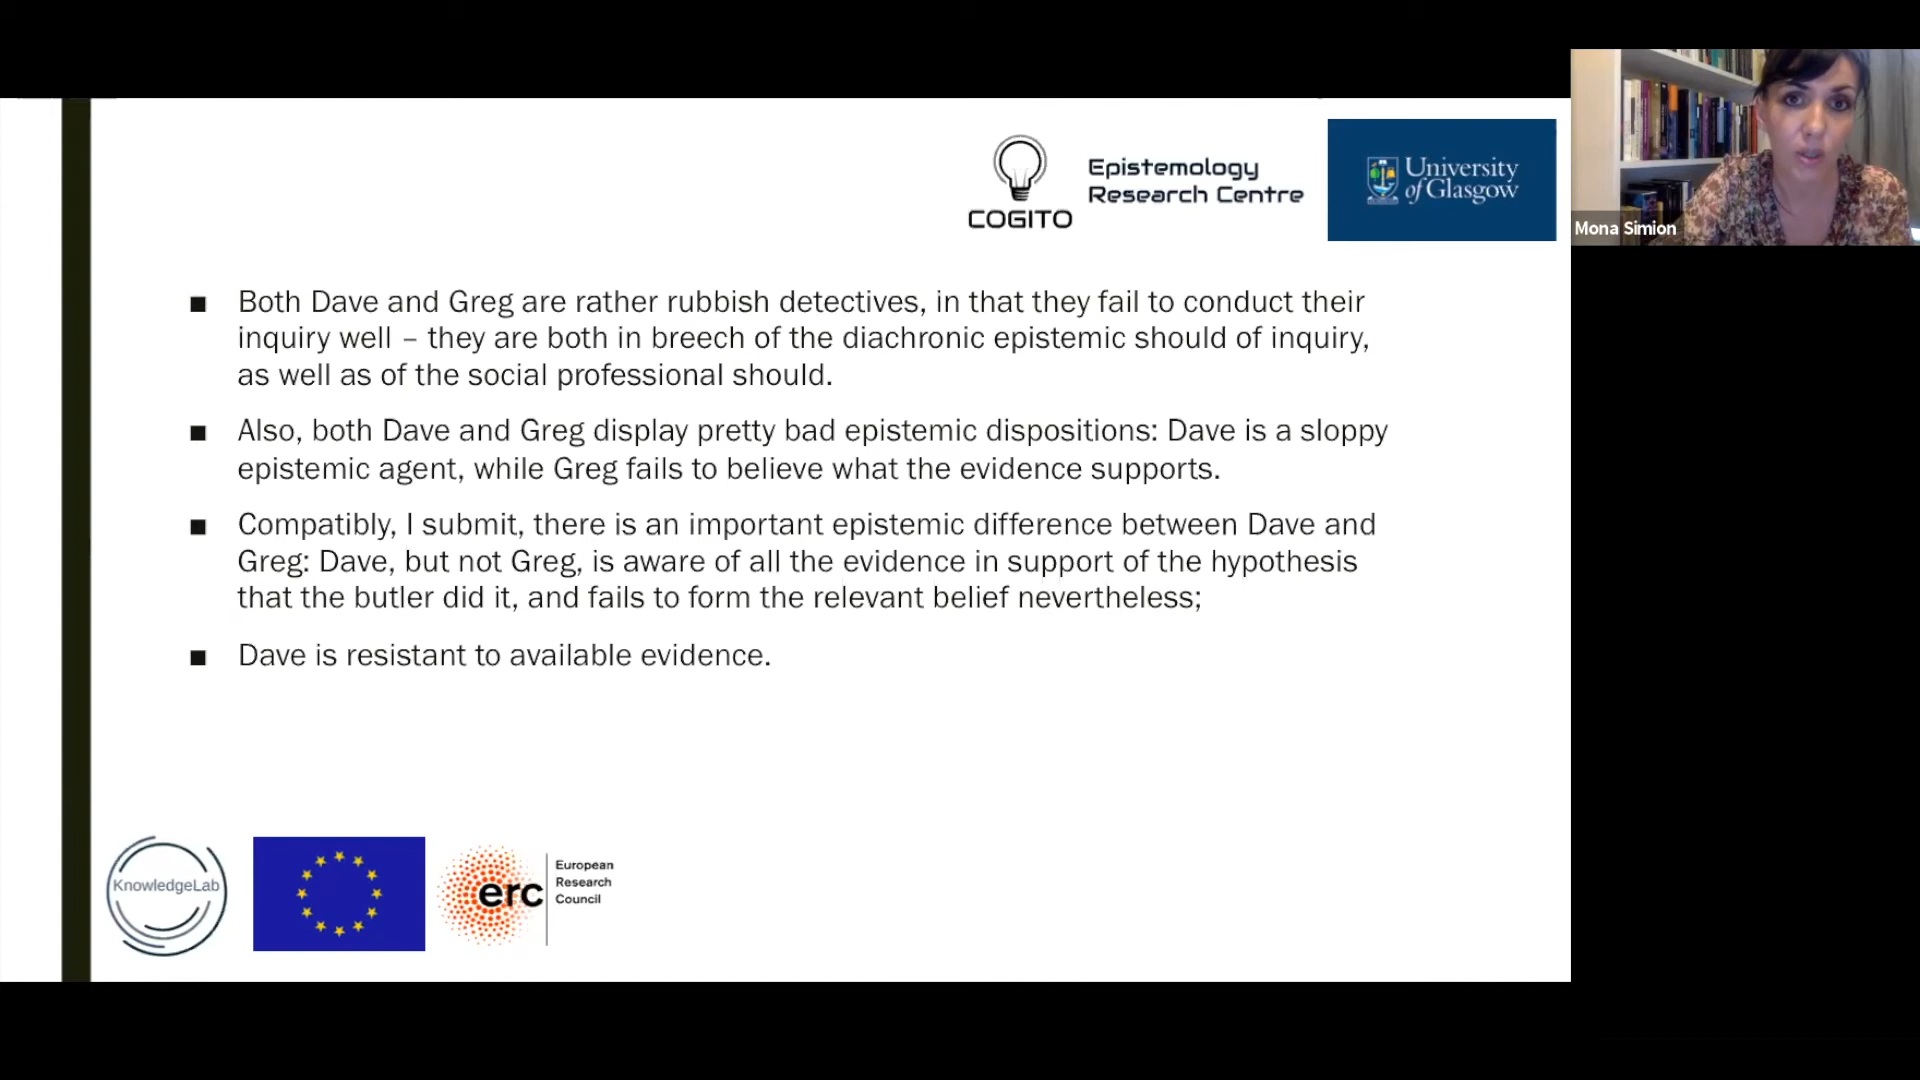 COGITO
Epistemology
Research Centre
University
of Glasgow
Mona Simion
■ Both Dave and Greg are rather rubbish detectives, in that they fail to conduct their
inquiry well – they are both in breech of the diachronic epistemic should of inquiry,
as well as of the social professional should.
■ Also, both Dave and Greg display pretty bad epistemic dispositions: Dave is a sloppy
epistemic agent, while Greg fails to believe what the evidence supports.
■ Compatibly, I submit, there is an important epistemic difference between Dave and
Greg: Dave, but not Greg, is aware of all the evidence in support of the hypothesis
that the butler did it, and fails to form the relevant belief nevertheless;
■ Dave is resistant to available evidence.
KnowledgeLab
erc
European
Research
Council